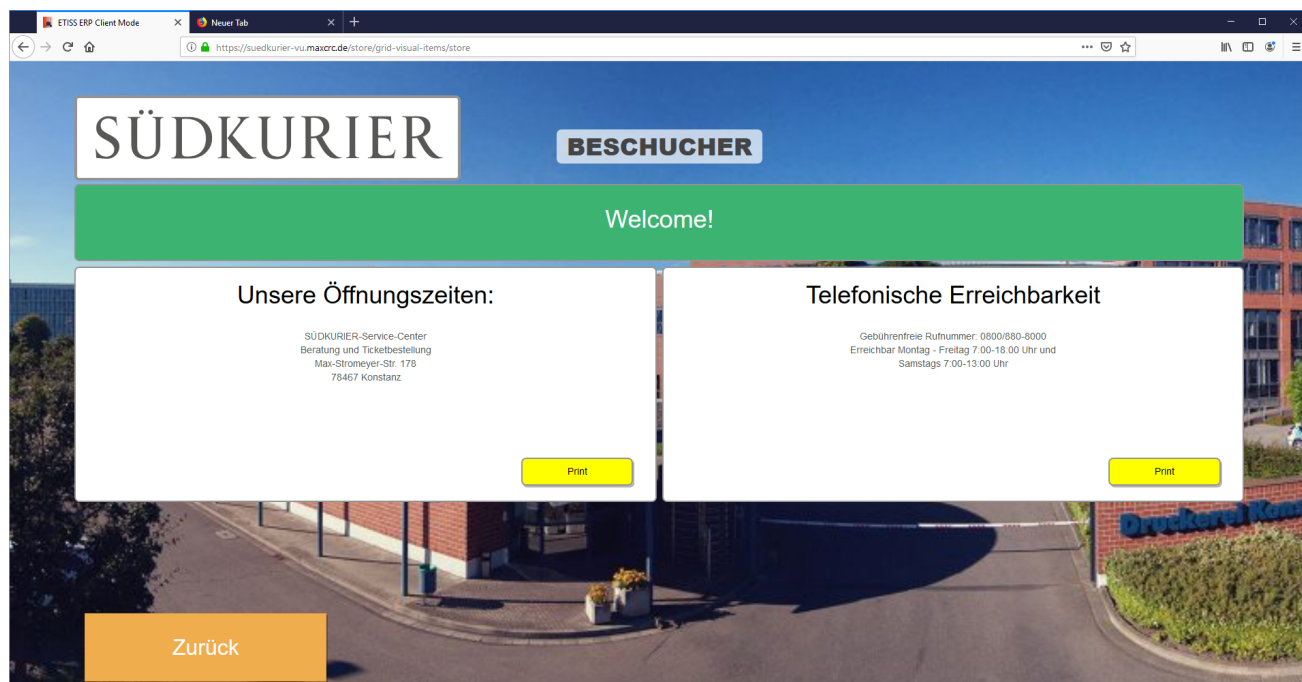 ETISS ERP Client Mode
Neuer Tab
https://suedkurier-vu.maxcrc.de/store/grid-visual-items/store
SÜDKURIER
BESCHUCHER
Welcome!
Unsere Öffnungszeiten:
SÜDKURIER-Service-Center
Beratung und Ticketbestellung
Max-Stromeyer-Str. 178
78467 Konstanz
Print
Telefonische Erreichbarkeit
Gebührenfreie Rufnummer: 0800/880-8000
Erreichbar Montag - Freitag 7:00-18:00 Uhr und
Samstags 7:00-13:00 Uhr
Print
Druckerei Kons
Zurück